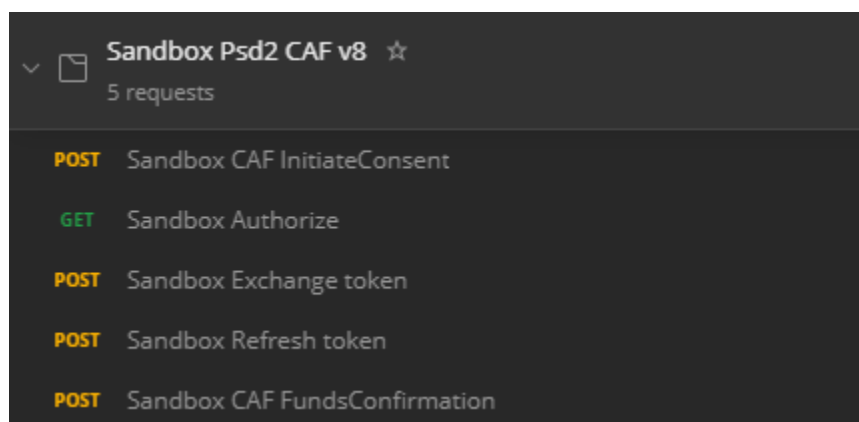 Sandbox Psd2 CAF v8
5 requests
POST Sandbox CAF InitiateConsent
GET Sandbox Authorize
POST Sandbox Exchange token
POST Sandbox Refresh token
POST Sandbox CAF FundsConfirmation